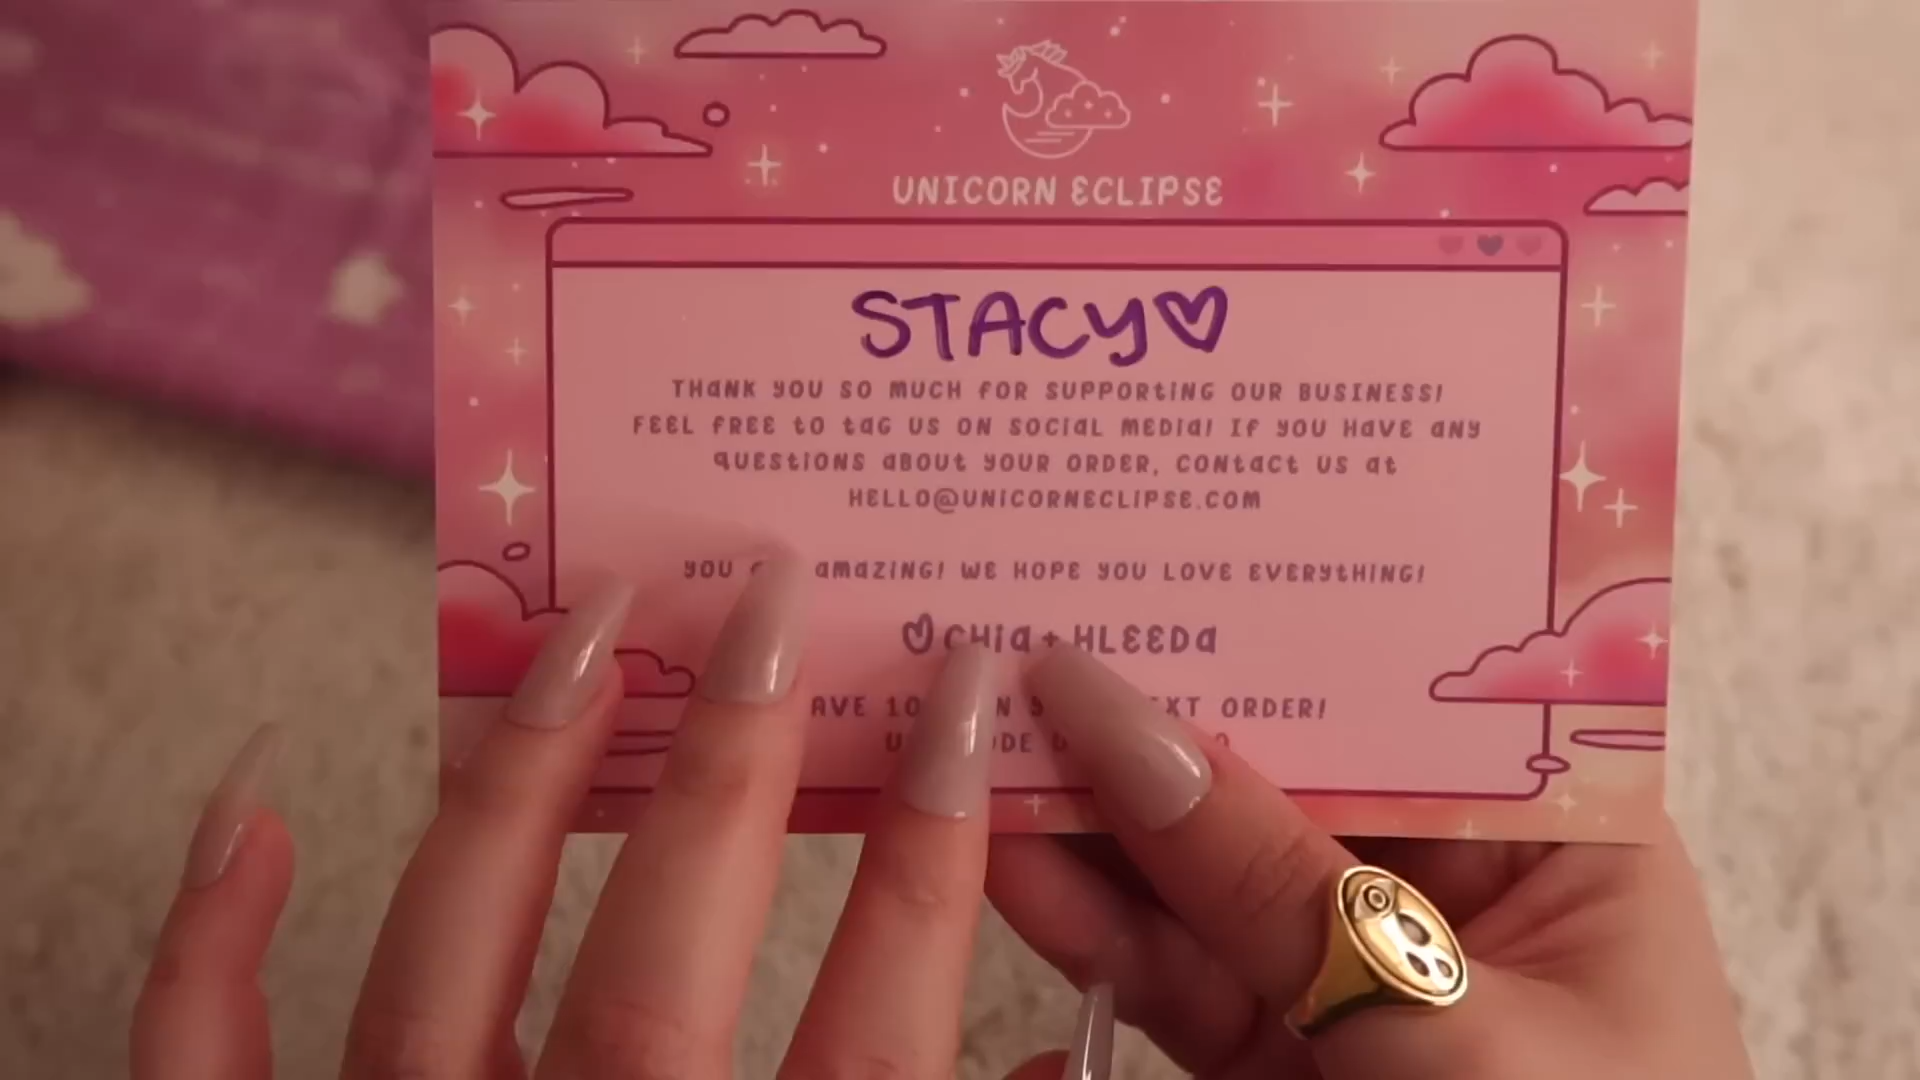 UNICORN ECLIPSE
STACY
THANK YOU SO MUCH FOR SUPPORTING OUR BUSINESS!
FEEL FREE TO TAG US ON SOCIAL MEDIA! IF YOU HAVE ANY
QUESTIONS ABOUT YOUR ORDER, CONTACT US AT
HELLO@UNICORNECLIPSE.COM
YOU AMAZING! WE HOPE YOU LOVE EVERYTHING!
CHIA + HLEEDA
ORDER!